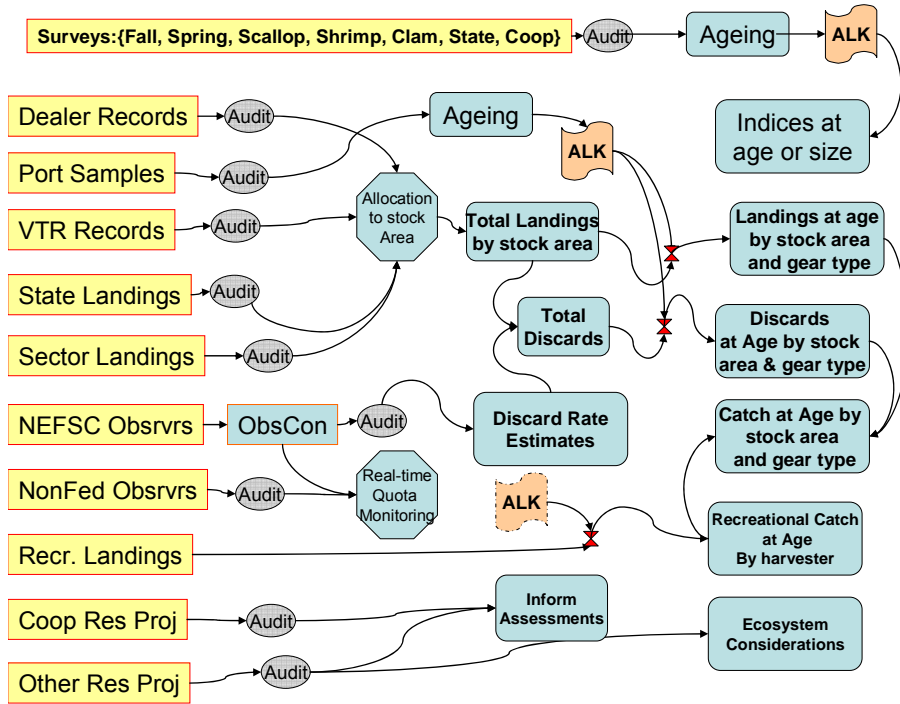 Surveys:{Fall, Spring, Scallop, Shrimp, Clam, State, Coop}
Audit
Ageing
ALK
Dealer Records
Audit
Ageing
ALK
Indices at
age or size
Port Samples
Audit
Allocation
to stock
Area
VTR Records
Audit
Total Landings
by stock area
Landings at age
by stock area
and gear type
State Landings
Audit
Total
Discards
Discards
at Age by stock
area & gear type
Sector Landings
Audit
NEFSC Obsrvrs
ObsCon
Audit
Discard Rate
Estimates
Catch at Age by
stock area
and gear type
NonFed Obsrvrs
Audit
Real-time
Quota
Monitoring
ALK
Recreational Catch
at Age
By harvester
Recr. Landings
Coop Res Proj
Audit
Inform
Assessments
Ecosystem
Considerations
Other Res Proj
Audit